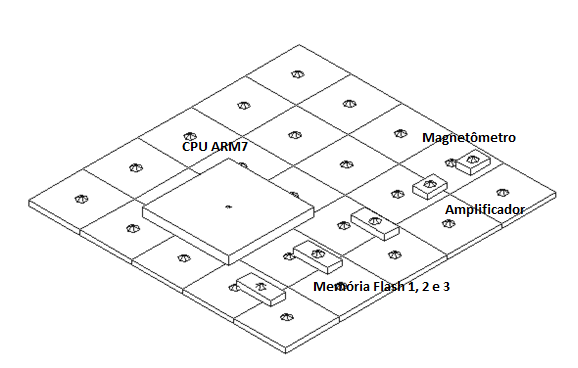 CPU ARM7
Magnetômetro
Amplificador
Memória Flash 1, 2 e 3